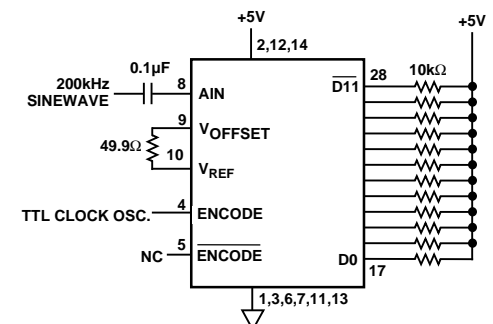 +5V
+5V
2,12,14
0.1µF
10kΩ
200kHz
SINEWAVE
8
AIN
D11
28
9
VOFFSET
49.9Ω
10
VREF
TTL CLOCK OSC.
4
ENCODE
NC
5
ENCODE
D0
17
1,3,6,7,11,13